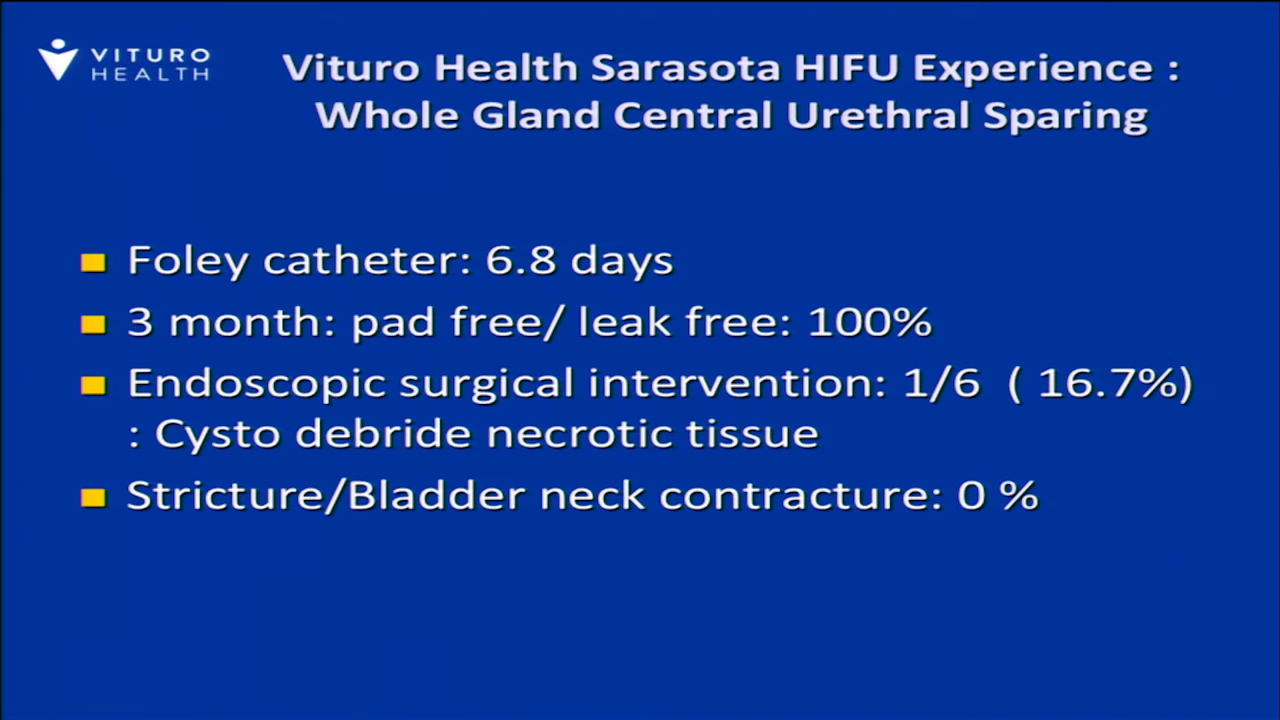 VITURO
HEALTH
Vituro Health Sarasota HIFU Experience :
Whole Gland Central Urethral Sparing
Foley catheter: 6.8 days
3 month: pad free/ leak free: 100%
Endoscopic surgical intervention: 1/6 ( 16.7%)
: Cysto debride necrotic tissue
Stricture/Bladder neck contracture: 0 %